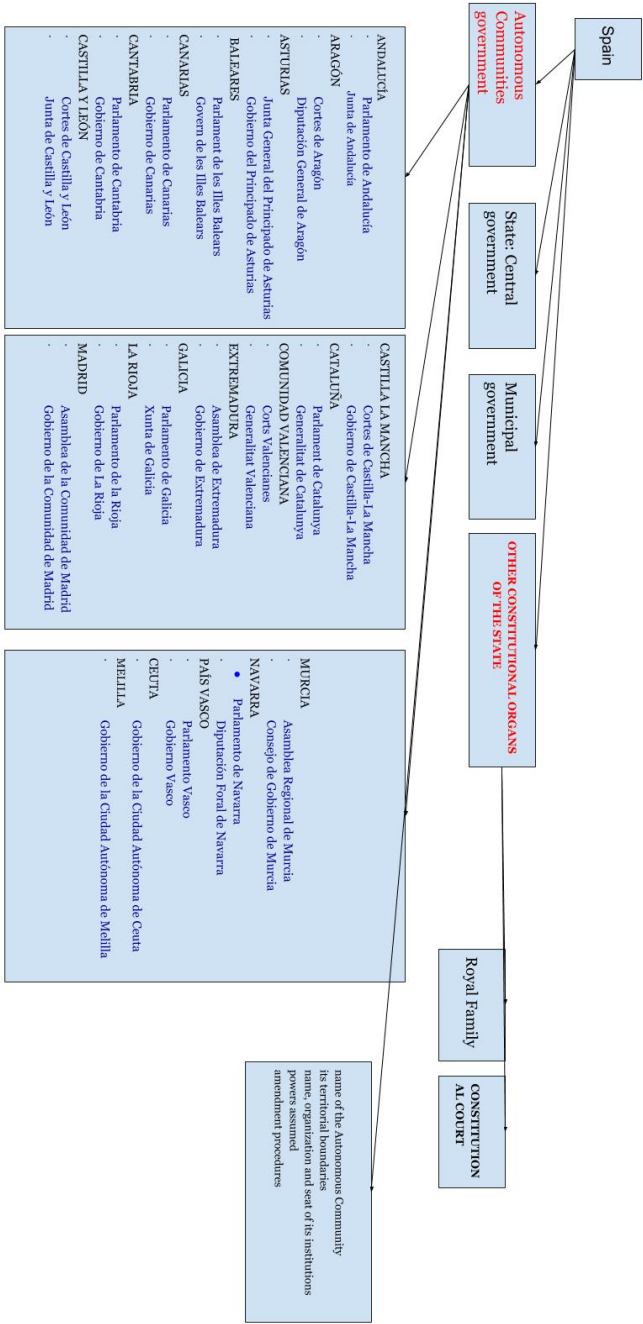 Spain
Autonomous
Communities
government
State: Central
government
Municipal
government
OTHER CONSTITUTIONAL ORGANS
OF THE STATE
Royal Family
CONSTITUTION
AL COURT
ANDALUCÍA
· Parlamento de Andalucía
· Junta de Andalucía
ARAGÓN
· Cortes de Aragón
· Diputación General de Aragón
ASTURIAS
· Junta General del Principado de Asturias
· Gobierno del Principado de Asturias
BALEARES
· Parlament de les Illes Balears
· Govern de les Illes Balears
CANARIAS
· Parlamento de Canarias
· Gobierno de Canarias
CANTABRIA
· Parlamento de Cantabria
· Gobierno de Cantabria
CASTILLA Y LEÓN
· Cortes de Castilla y León
· Junta de Castilla y León
CASTILLA LA MANCHA
· Cortes de Castilla-La Mancha
· Gobierno de Castilla-La Mancha
CATALUÑA
· Parlament de Catalunya
· Generalitat de Catalunya
COMUNIDAD VALENCIANA
· Corts Valencianes
· Generalitat Valenciana
EXTREMADURA
· Asamblea de Extremadura
· Gobierno de Extremadura
GALICIA
· Parlamento de Galicia
· Xunta de Galicia
LA RIOJA
· Parlamento de la Rioja
· Gobierno de La Rioja
MADRID
· Asamblea de la Comunidad de Madrid
· Gobierno de la Comunidad de Madrid
MURCIA
· Asamblea Regional de Murcia
· Consejo de Gobierno de Murcia
NAVARRA
● Parlamento de Navarra
· Diputación Foral de Navarra
PAÍS VASCO
· Parlamento Vasco
· Gobierno Vasco
CEUTA
· Gobierno de la Ciudad Autónoma de Ceuta
MELILLA
· Gobierno de la Ciudad Autónoma de Melilla
name of the Autonomous Community
its territorial boundaries
name, organization and seat of its institutions
powers assumed
amendment procedures